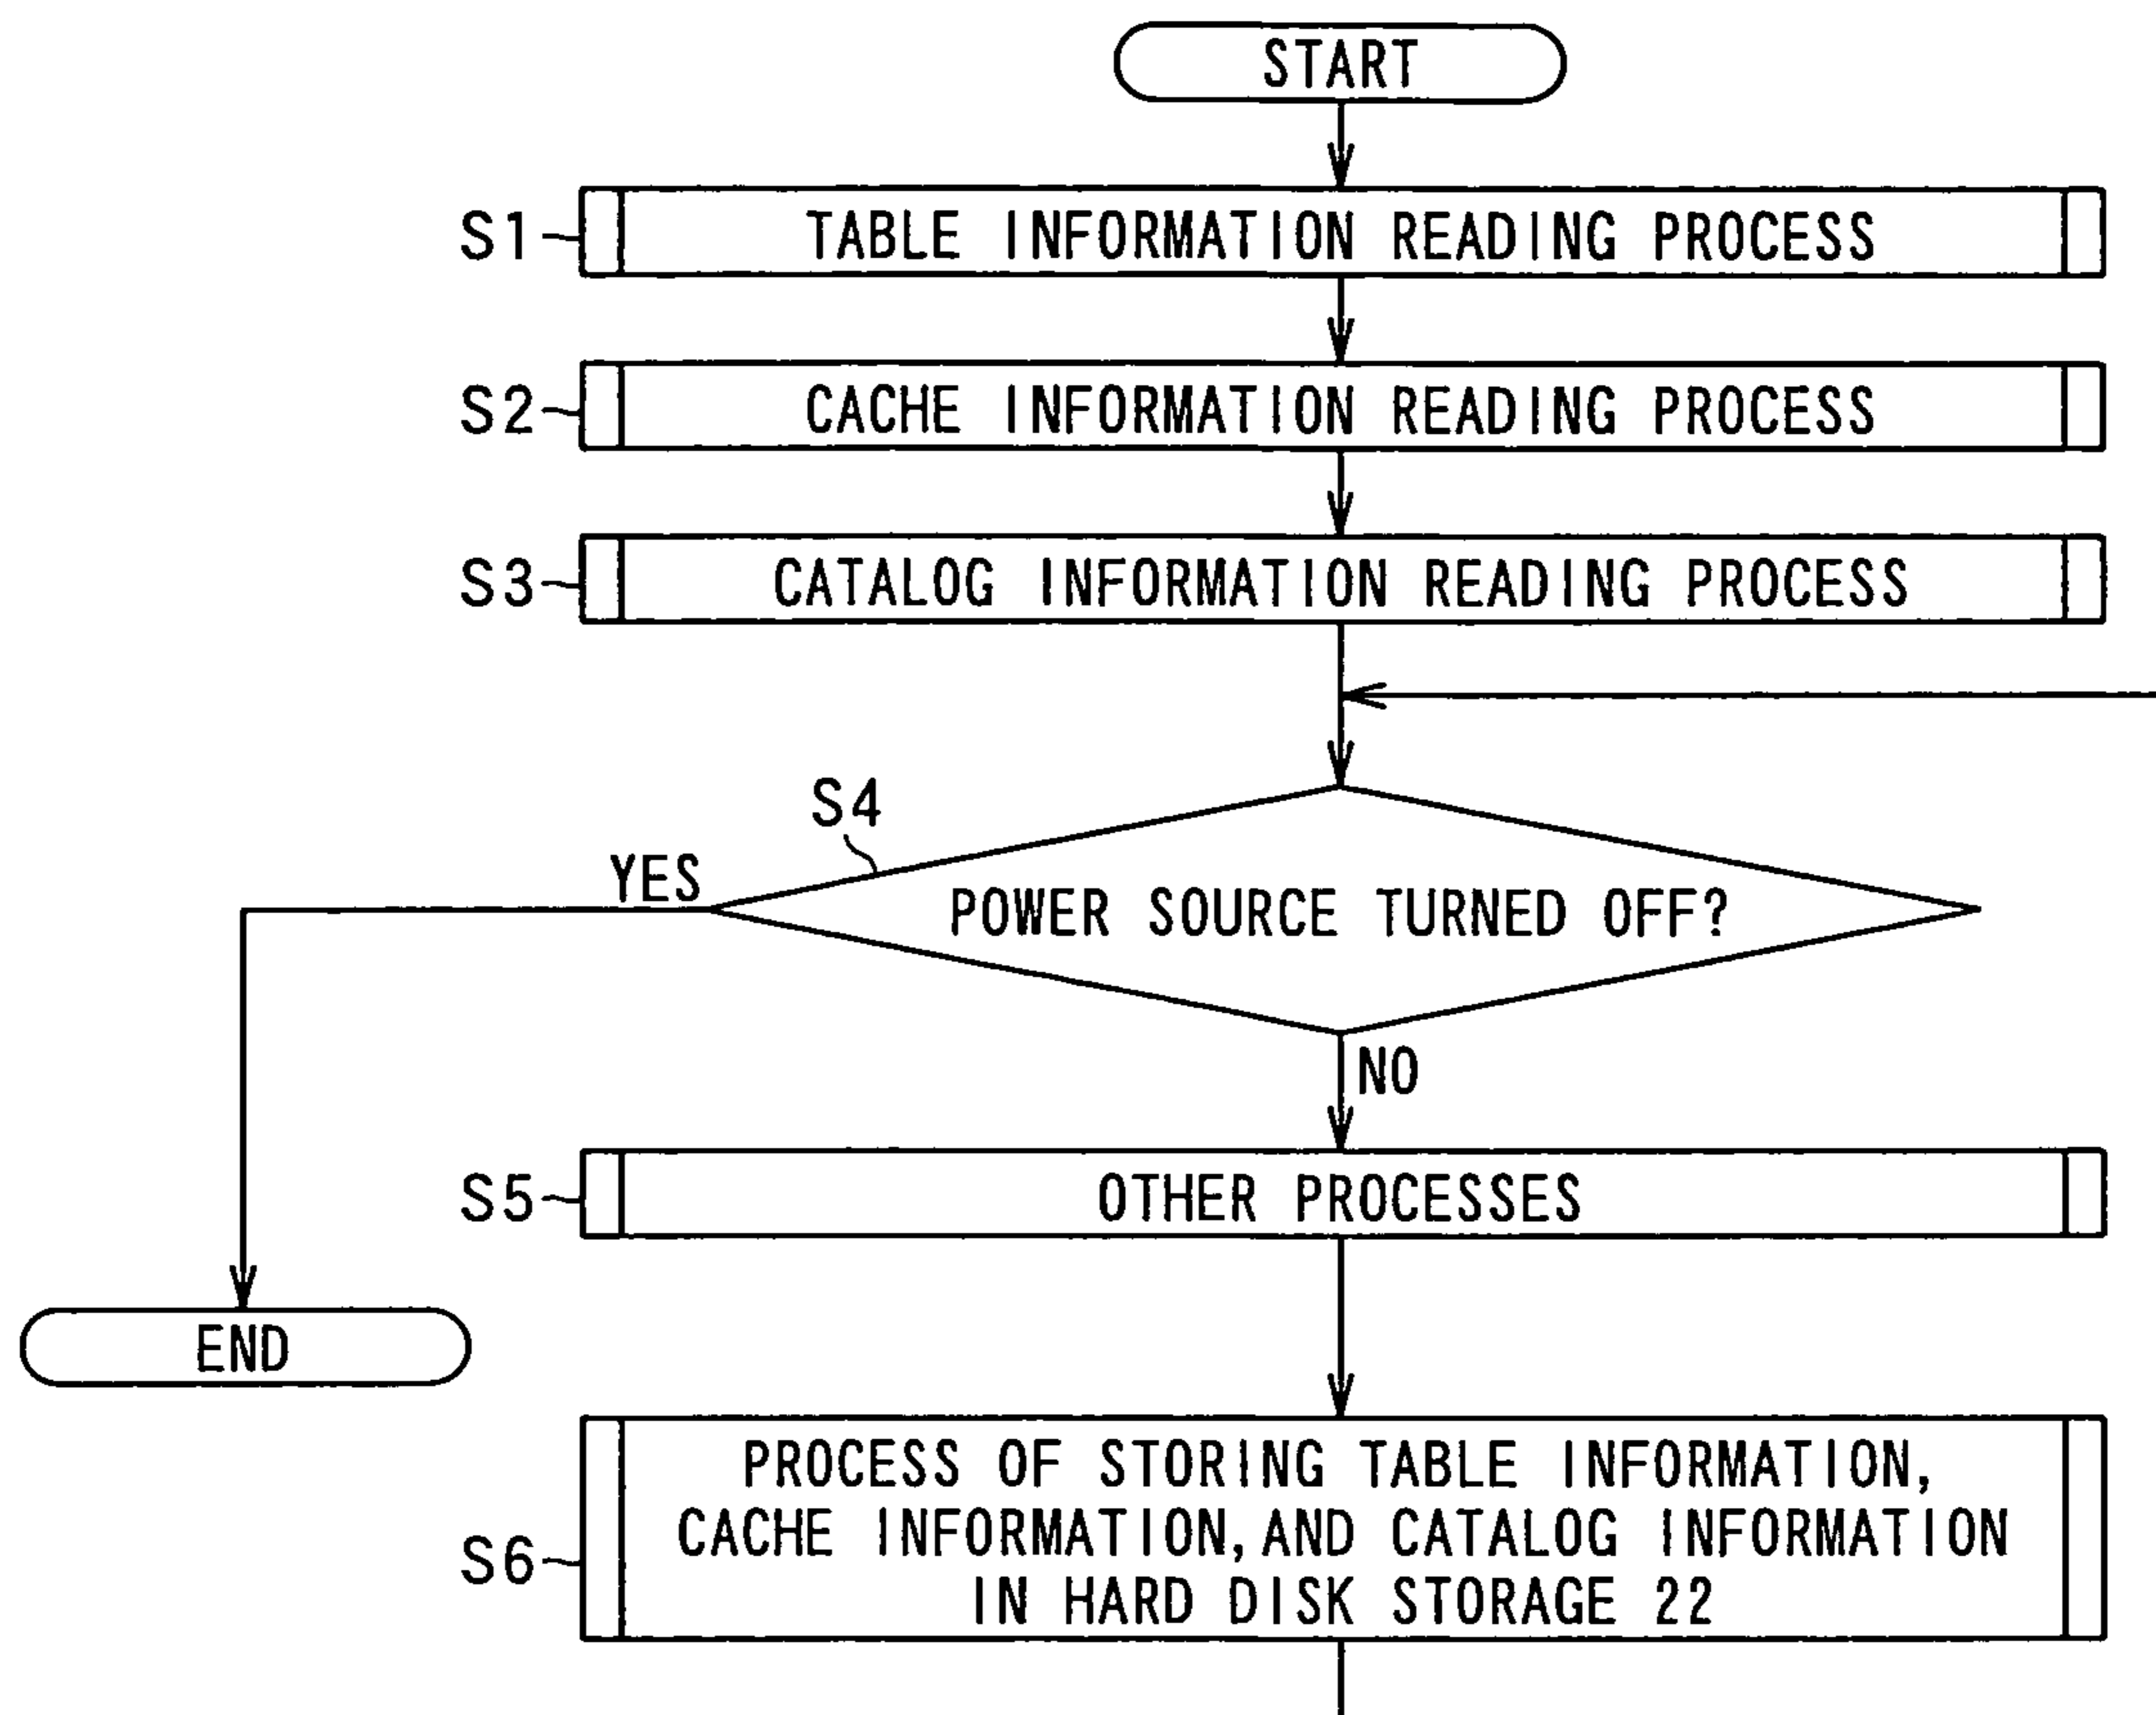 START
S1
TABLE INFORMATION READING PROCESS
S2
CACHE INFORMATION READING PROCESS
S3
CATALOG INFORMATION READING PROCESS
S4
YES
POWER SOURCE TURNED OFF?
NO
S5
OTHER PROCESSES
END
S6
PROCESS OF STORING TABLE INFORMATION,
CACHE INFORMATION, AND CATALOG INFORMATION
IN HARD DISK STORAGE 22